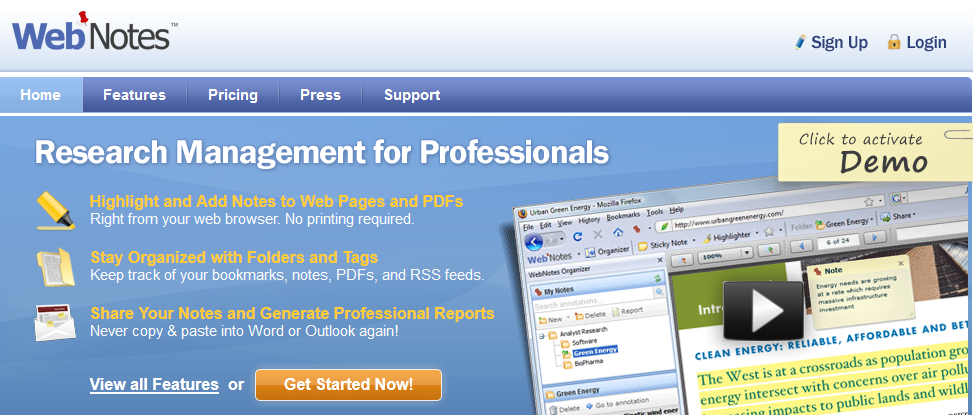 WebNotes™
Sign Up
Login
Home
Features
Pricing
Press
Support
Research Management for Professionals
Click to activate
Demo
Highlight and Add Notes to Web Pages and PDFs
Right from your web browser. No printing required.
Stay Organized with Folders and Tags
Keep track of your bookmarks, notes, PDFs, and RSS feeds.
Share Your Notes and Generate Professional Reports
Never copy & paste into Word or Outlook again!
View all Features or Get Started Now!
Urban Green Energy - Mozilla Firefox
File Edit View History Bookmarks Tools Help
http://www.urbangreenenergy.com/
WebNotes Organizer Sticky Note Highlighter Folder: Green Energy Share
WebNotes Organizer
100%
6 of 24
My Notes
Search annotations...
New Delete Report
Analyst Research
Software
Green Energy
BioPharma
Green Energy
Delete Go to annotation
Intro
Note
Energy needs are growing
at a rate which requires
massive infrastructure
investment
CLEAN ENERGY: RELIABLE, AFFORDABLE AND BE
The West is at a crossroads as population gro
energy intersect with concerns over air pollu
impacts to public lands and wildl